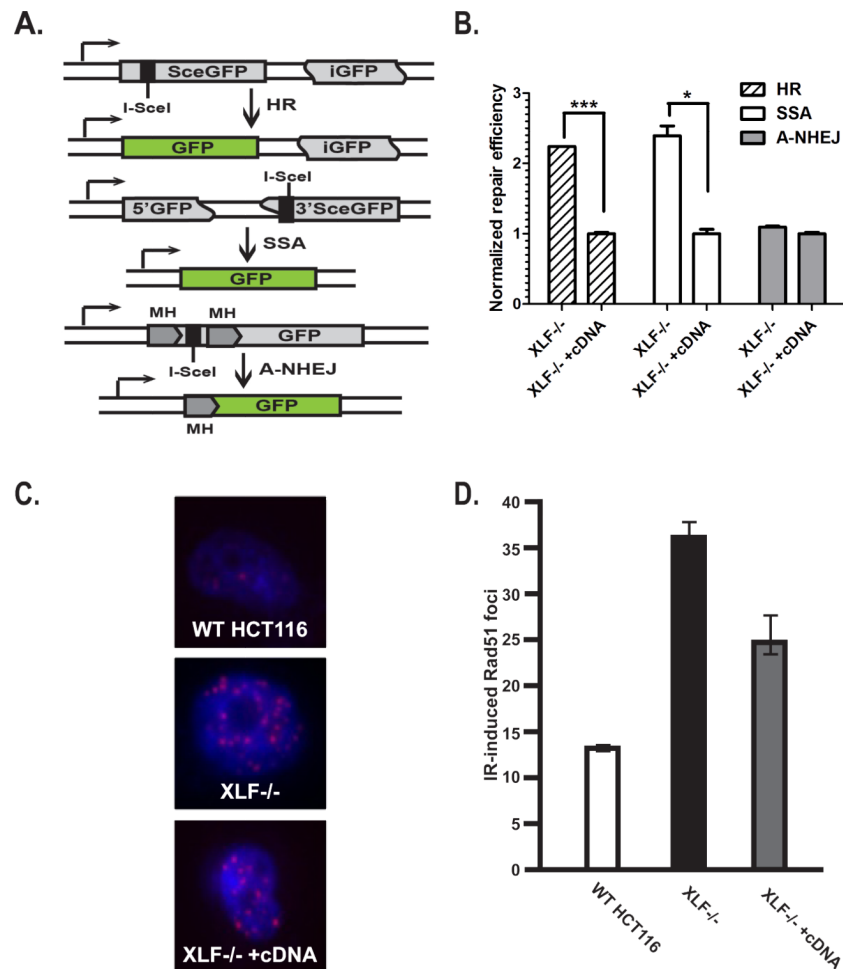 A.
SceGFP iGFP
I-SceI
HR
GFP iGFP
I-SceI
5'GFP 3'SceGFP
SSA
GFP
MH MH
GFP
I-SceI
A-NHEJ
GFP
MH
B.
Normalized repair efficiency
3
2
1
0
***
*
HR
SSA
A-NHEJ
XLF-/-
XLF-/- +cDNA
XLF-/-
XLF-/- +cDNA
XLF-/-
XLF-/- +cDNA
C.
WT HCT116
XLF-/-
XLF-/- +cDNA
D.
IR-induced Rad51 foci
40
35
30
25
20
15
10
5
0
WT HCT116
XLF-/-
XLF-/- +cDNA